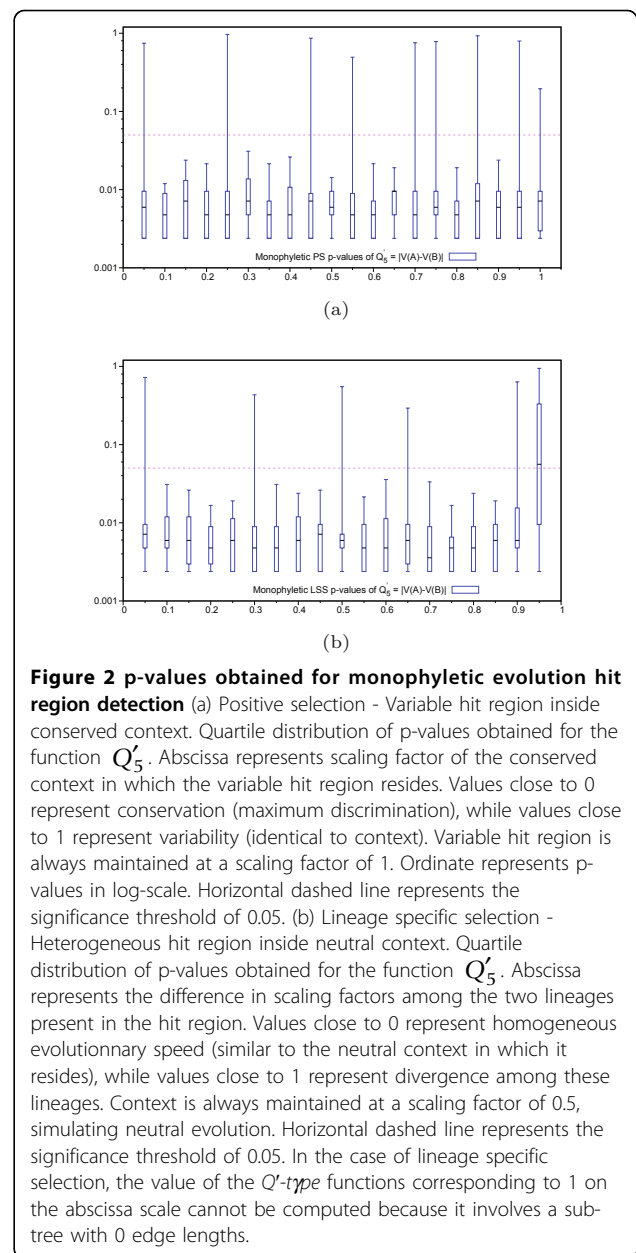 1
0.1
0.01
0.001
Monophyletic PS p-values of Q'5 = |V(A)-V(B)|
0 0.1 0.2 0.3 0.4 0.5 0.6 0.7 0.8 0.9 1
(a)
1
0.1
0.01
0.001
Monophyletic LSS p-values of Q'5 = |V(A)-V(B)|
0 0.1 0.2 0.3 0.4 0.5 0.6 0.7 0.8 0.9 1
(b)
Figure 2 p-values obtained for monophyletic evolution hit
region detection (a) Positive selection - Variable hit region inside
conserved context. Quartile distribution of p-values obtained for the
function Q′5. Abscissa represents scaling factor of the conserved
context in which the variable hit region resides. Values close to 0
represent conservation (maximum discrimination), while values close
to 1 represent variability (identical to context). Variable hit region is
always maintained at a scaling factor of 1. Ordinate represents p-
values in log-scale. Horizontal dashed line represents the
significance threshold of 0.05. (b) Lineage specific selection -
Heterogeneous hit region inside neutral context. Quartile
distribution of p-values obtained for the function Q′5. Abscissa
represents the difference in scaling factors among the two lineages
present in the hit region. Values close to 0 represent homogeneous
evolutionnary speed (similar to the neutral context in which it
resides), while values close to 1 represent divergence among these
lineages. Context is always maintained at a scaling factor of 0.5,
simulating neutral evolution. Horizontal dashed line represents the
significance threshold of 0.05. In the case of lineage specific
selection, the value of the Q′-tγpe functions corresponding to 1 on
the abscissa scale cannot be computed because it involves a sub-
tree with 0 edge lengths.